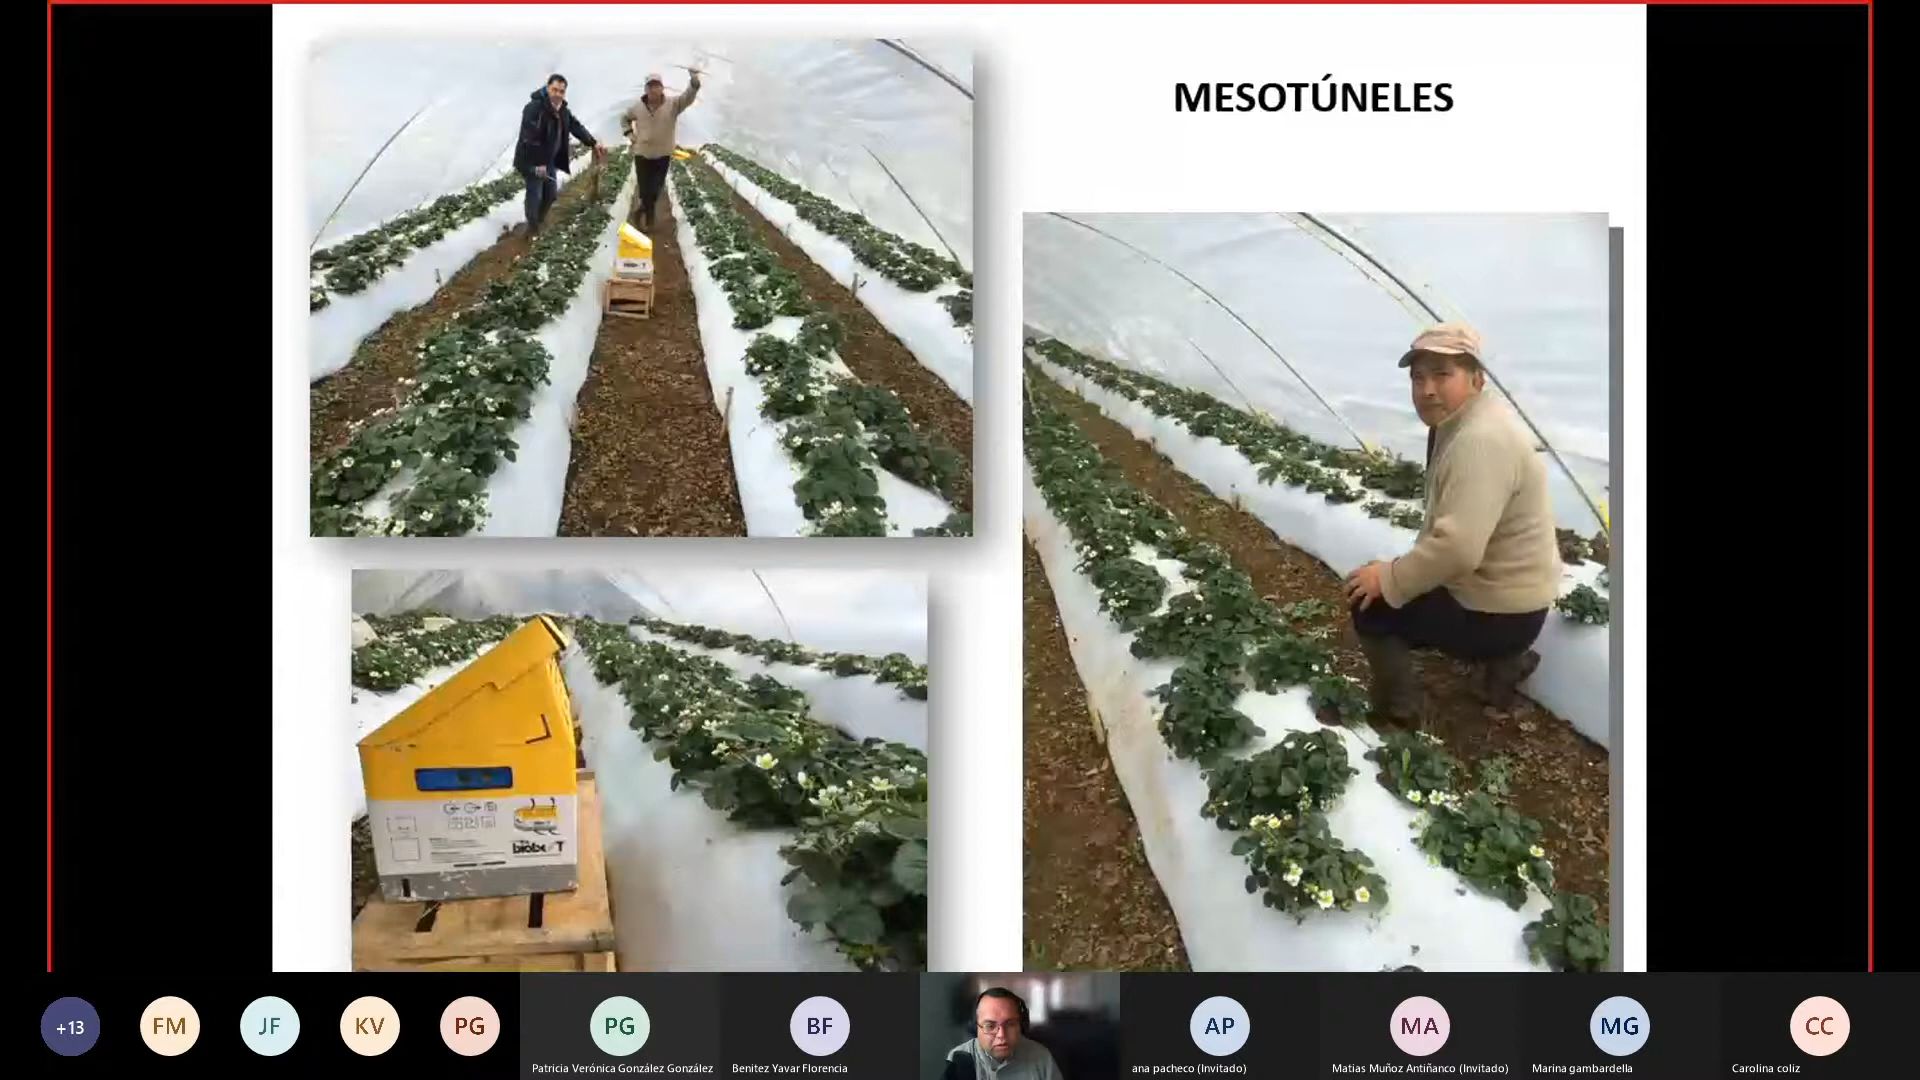 MESOTÚNELES
biobest
+13
FM
JF
KV
PG
PG
BF
AP
MA
MG
CC
Patricia Verónica González González
Benitez Yavar Florencia
ana pacheco (Invitado)
Matias Muñoz Antiñanco (Invitado)
Marina gambardella
Carolina coliz